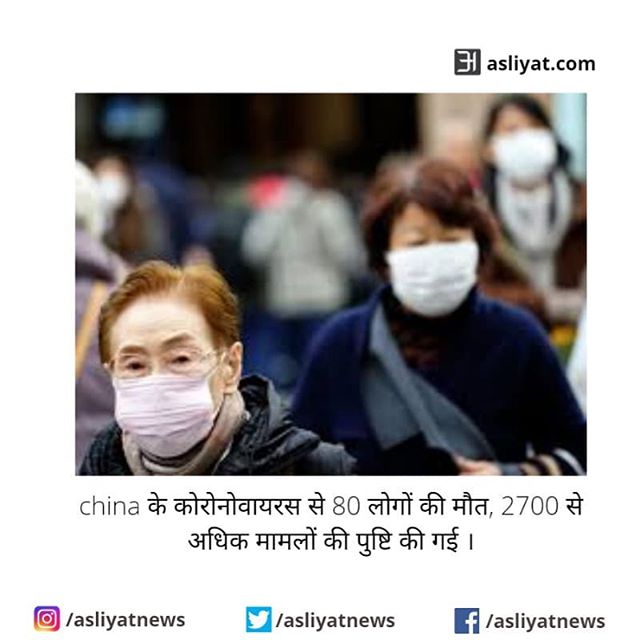 अ asliyat.com
china के कोरोनोवायरस से 80 लोगों की मौत, 2700 से
अधिक मामलों की पुष्टि की गई ।
/asliyatnews /asliyatnews /asliyatnews